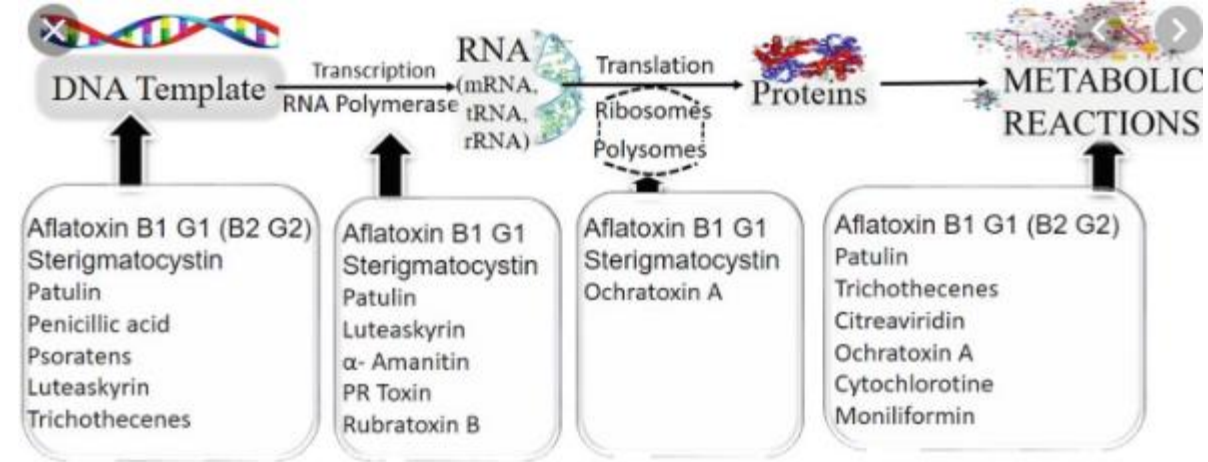 DNA Template
Transcription
RNA Polymerase
RNA
(mRNA,
tRNA,
rRNA)
Translation
Ribosomes
Polysomes
Proteins
METABOLIC
REACTIONS
Aflatoxin B1 G1 (B2 G2)
Sterigmatocystin
Patulin
Penicillic acid
Psoratens
Luteaskyrin
Trichothecenes
Aflatoxin B1 G1
Sterigmatocystin
Patulin
Luteaskyrin
α- Amanitin
PR Toxin
Rubratoxin B
Aflatoxin B1 G1
Sterigmatocystin
Ochratoxin A
Aflatoxin B1 G1 (B2 G2)
Patulin
Trichothecenes
Citreaviridin
Ochratoxin A
Cytochlorotine
Moniliformin